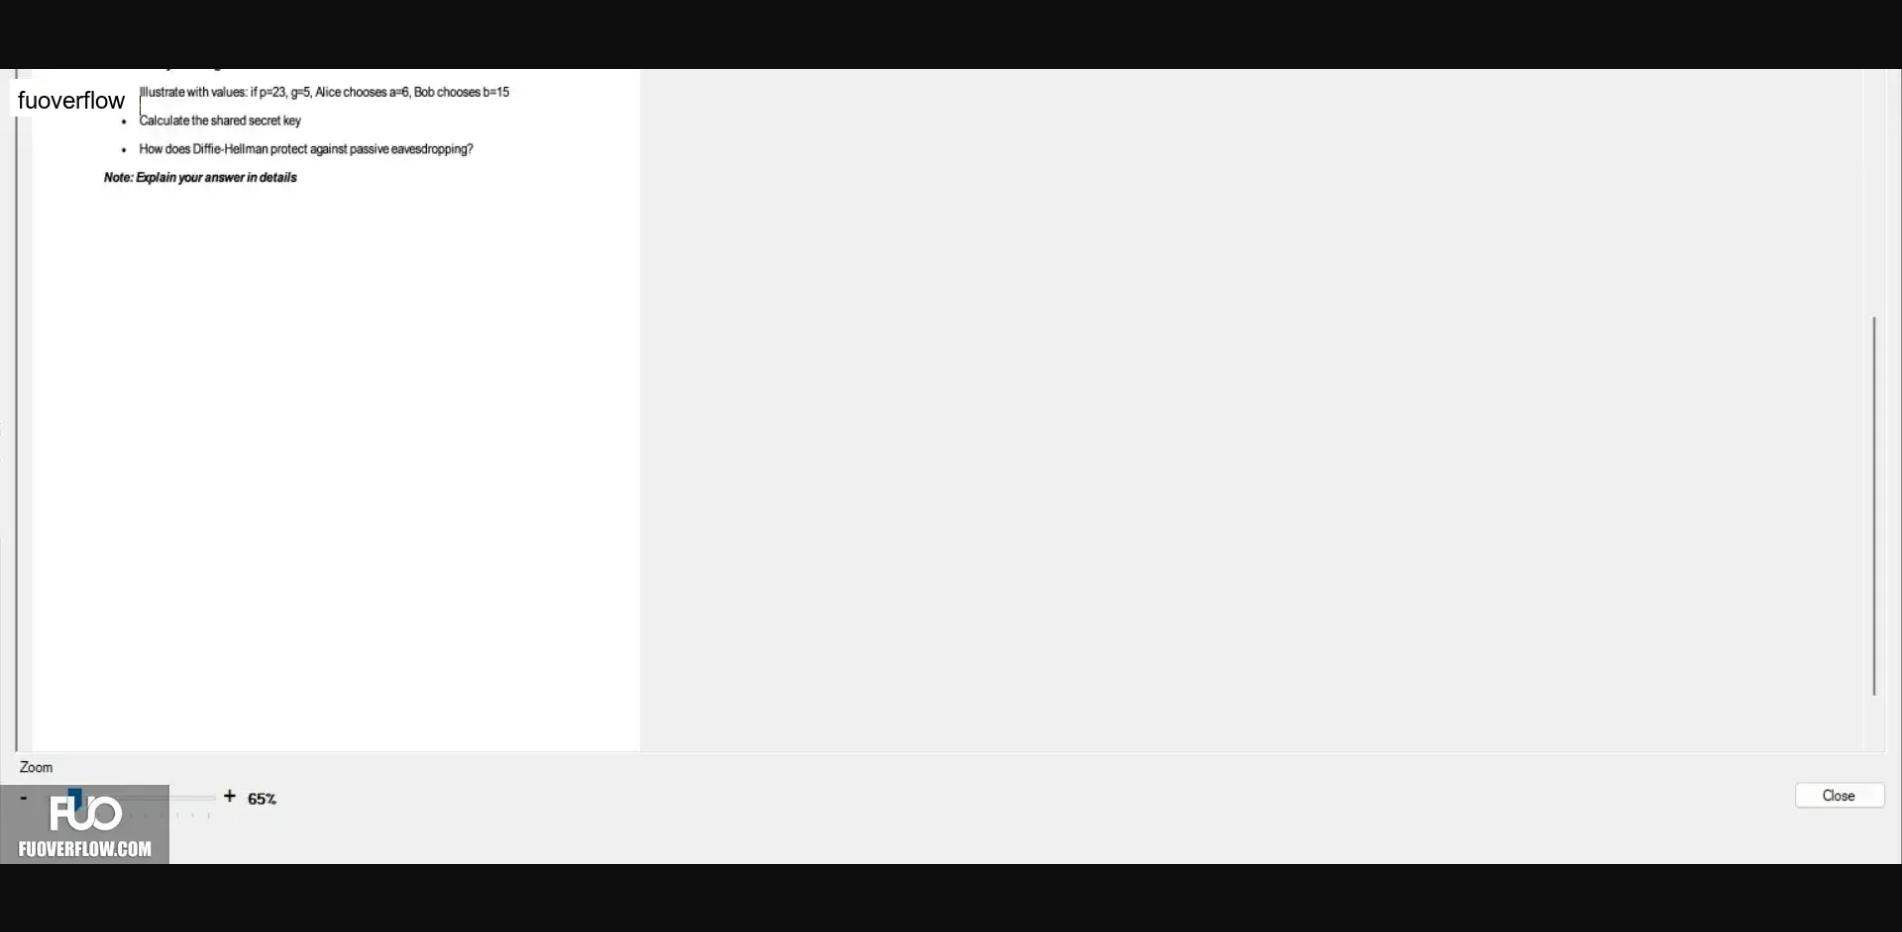 fuoverflow
Illustrate with values: if p=23, g=5, Alice chooses a=6, Bob chooses b=15
• Calculate the shared secret key
• How does Diffie-Hellman protect against passive eavesdropping?
Note: Explain your answer in details
Zoom
- + 65%
Close
FUO
FUOVERFLOW.COM